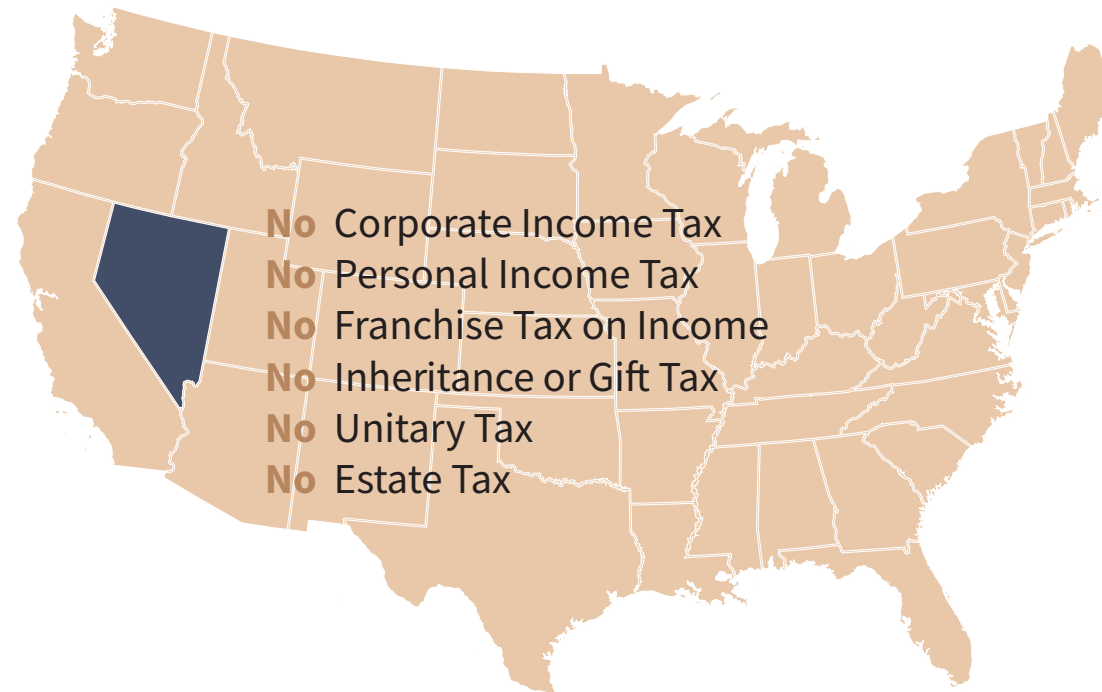 No Corporate Income Tax
No Personal Income Tax
No Franchise Tax on Income
No Inheritance or Gift Tax
No Unitary Tax
No Estate Tax